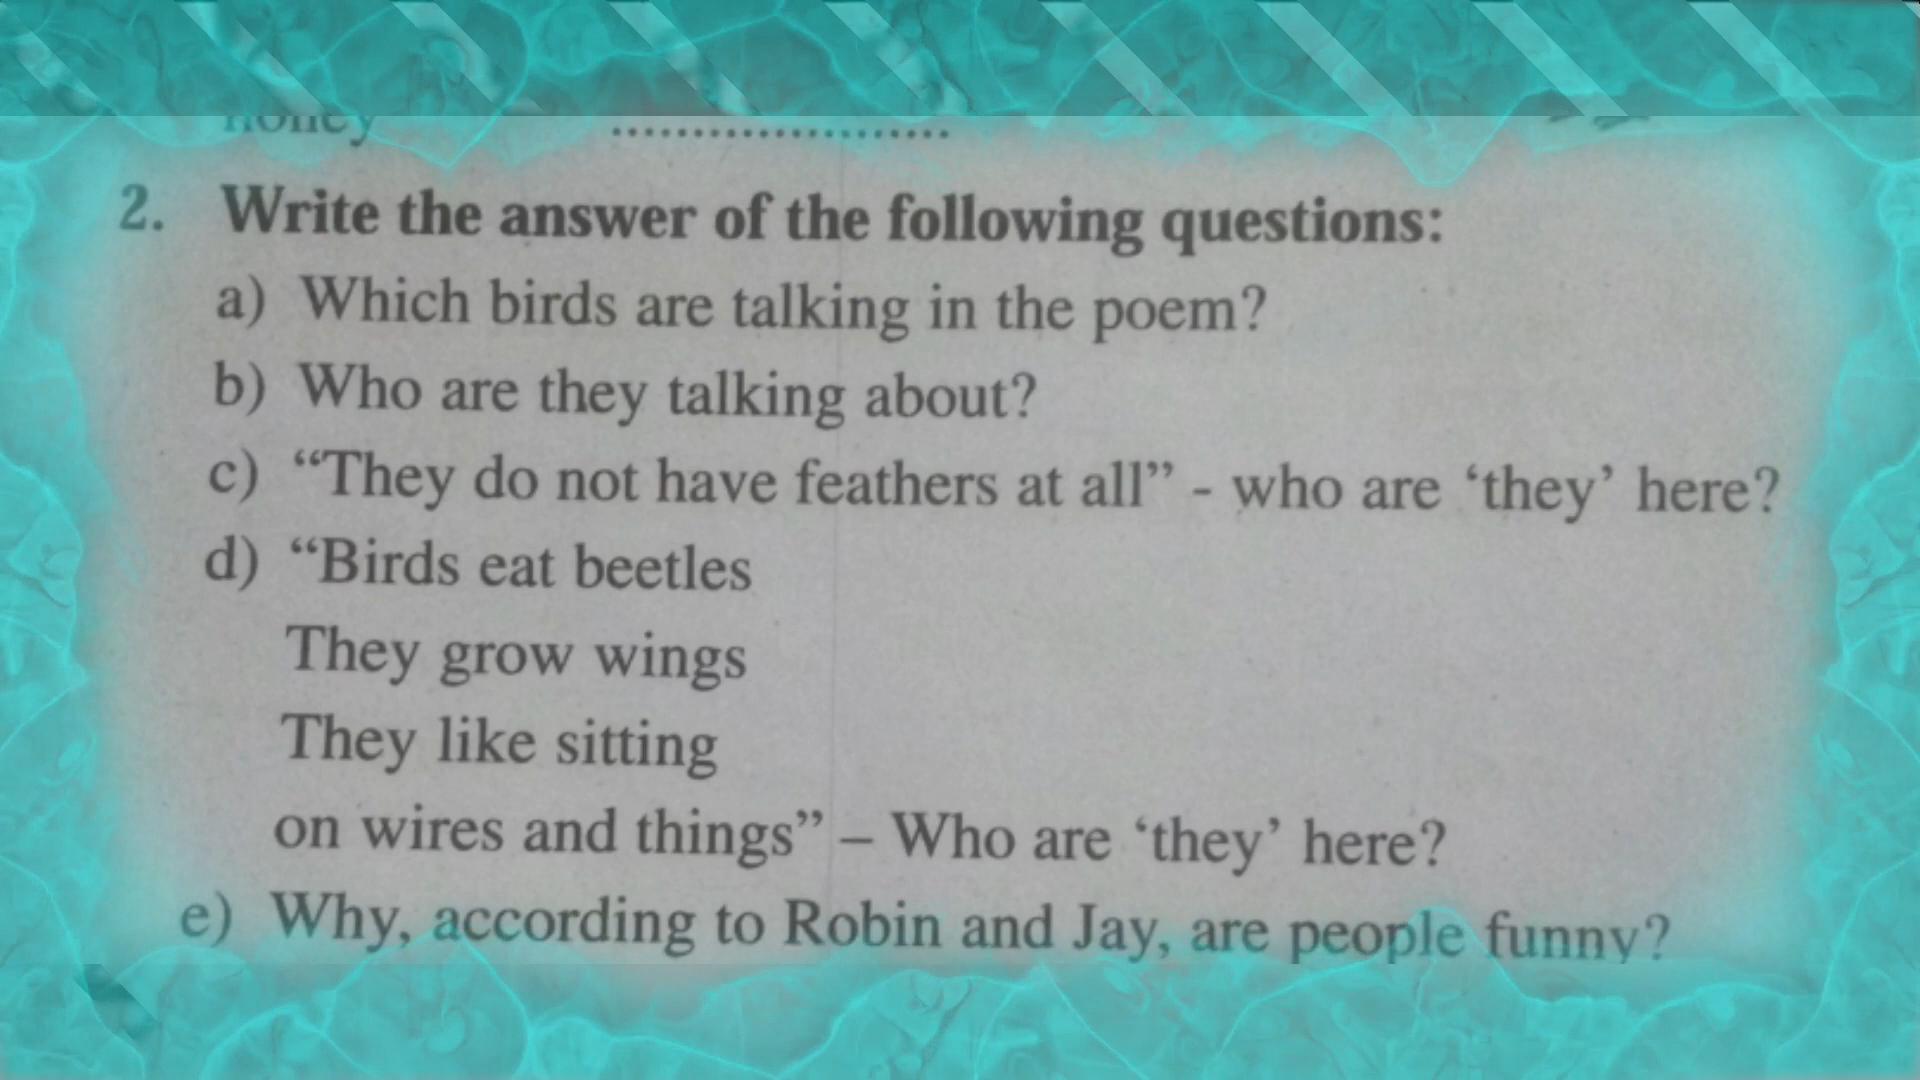 honey .....................
2. Write the answer of the following questions:
a) Which birds are talking in the poem?
b) Who are they talking about?
c) “They do not have feathers at all” - who are ‘they’ here?
d) “Birds eat beetles
They grow wings
They like sitting
on wires and things” – Who are ‘they’ here?
e) Why, according to Robin and Jay, are people funny?